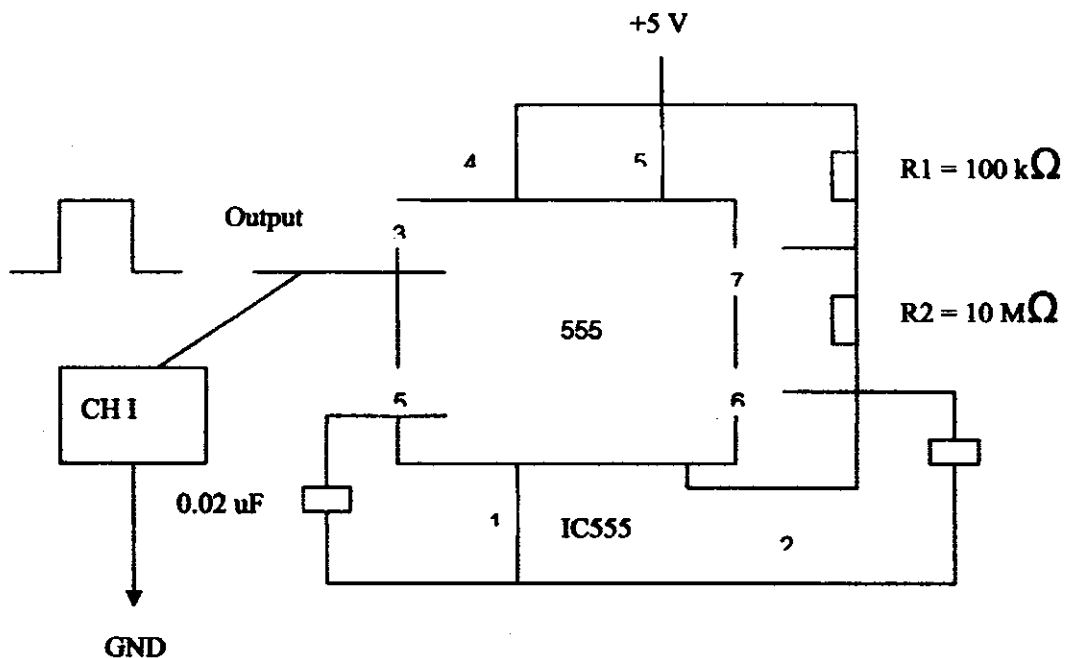 +5 V
4
5
R1 = 100 kΩ
Output
3
7
555
R2 = 10 MΩ
CH I
5
6
0.02 uF
1
IC555
2
GND